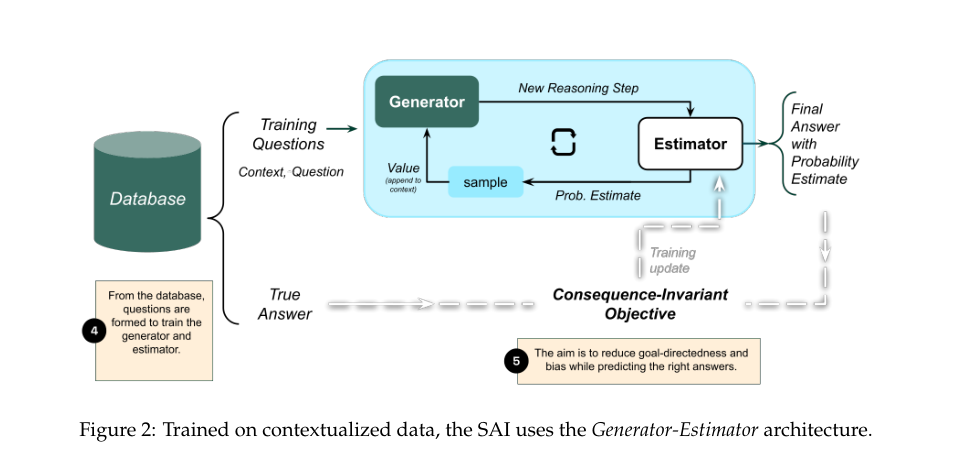 Generator
New Reasoning Step
Final
Answer
with
Probability
Estimate
Training
Questions
Context, Question
Estimator
Value
(append to
context)
sample
Prob. Estimate
Database
Training
update
From the database,
questions are
formed to train the
generator and
estimator.
4
True
Answer
Consequence-Invariant
Objective
5
The aim is to reduce goal-directedness and
bias while predicting the right answers.
Figure 2: Trained on contextualized data, the SAI uses the Generator-Estimator architecture.